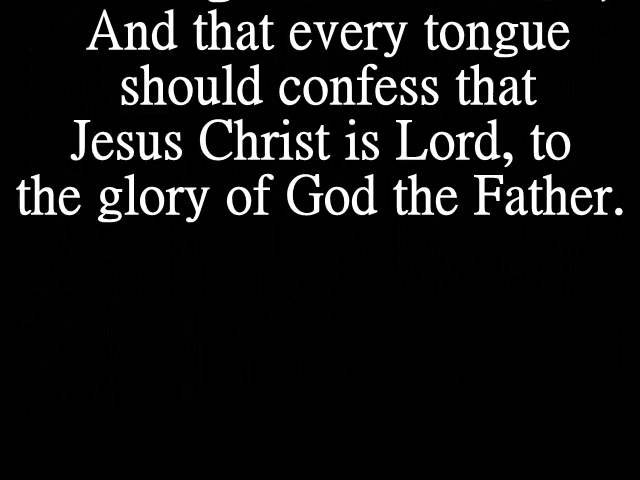 And that every tongue
should confess that
Jesus Christ is Lord, to
the glory of God the Father.